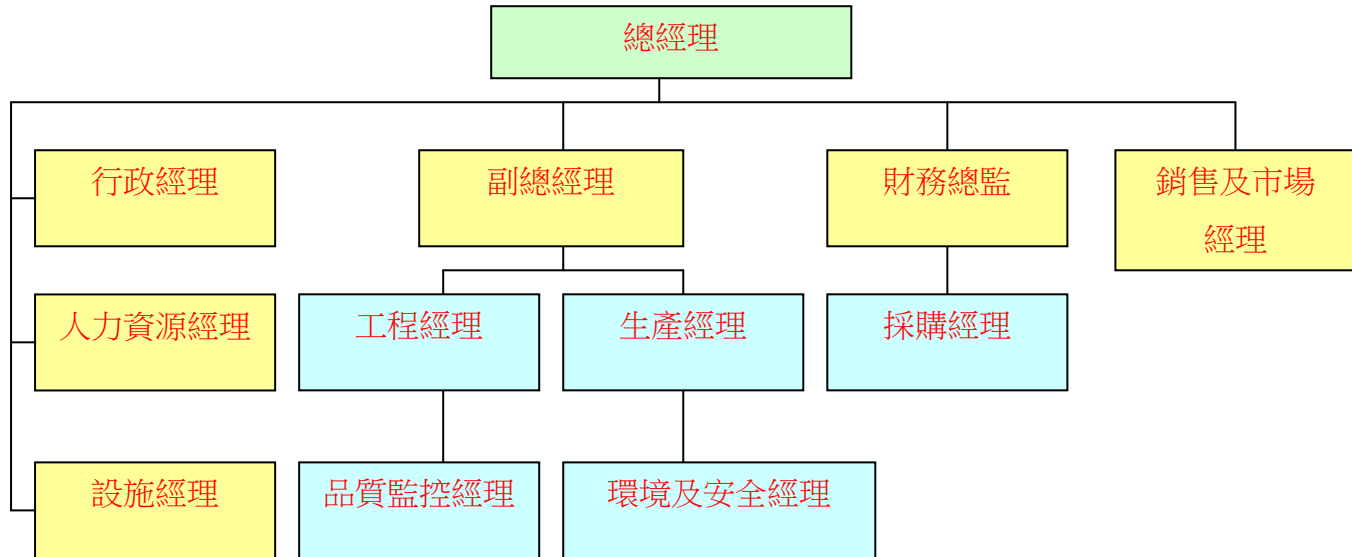 總經理
行政經理
副總經理
財務總監
銷售及市場
經理
人力資源經理
工程經理
生產經理
採購經理
設施經理
品質監控經理
環境及安全經理